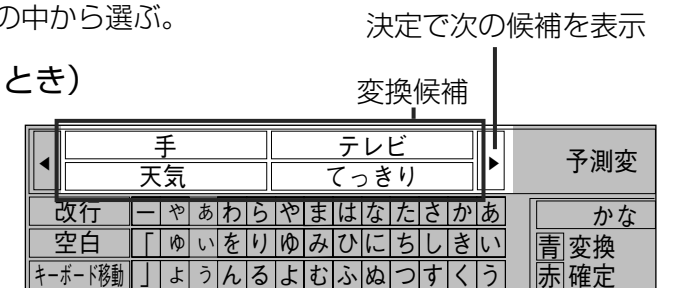 の中から選ぶ。
決定で次の候補を表示
とき）
変換候補
◀ 手 テレビ ▶ 予測変
天気 てっきり
改行 ー ゃ ぁ わ ら や ま は な た さ か あ かな
空白 「 ゅ ぃ を り ゆ み ひ に ち し き い 青 変換
キーボード移動 」 ょ ぅ ん る よ む ふ ぬ つ す く う 赤 確定